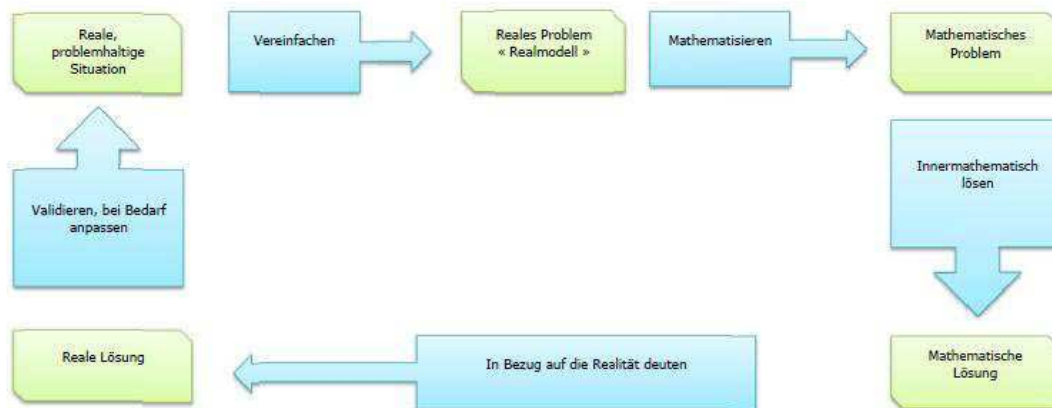 Reale,
problemhaltige
Situation
Vereinfachen
Reales Problem
« Realmodell »
Mathematisieren
Mathematisches
Problem
Innermathematisch
lösen
Validieren, bei Bedarf
anpassen
Reale Lösung
In Bezug auf die Realität deuten
Mathematische
Lösung